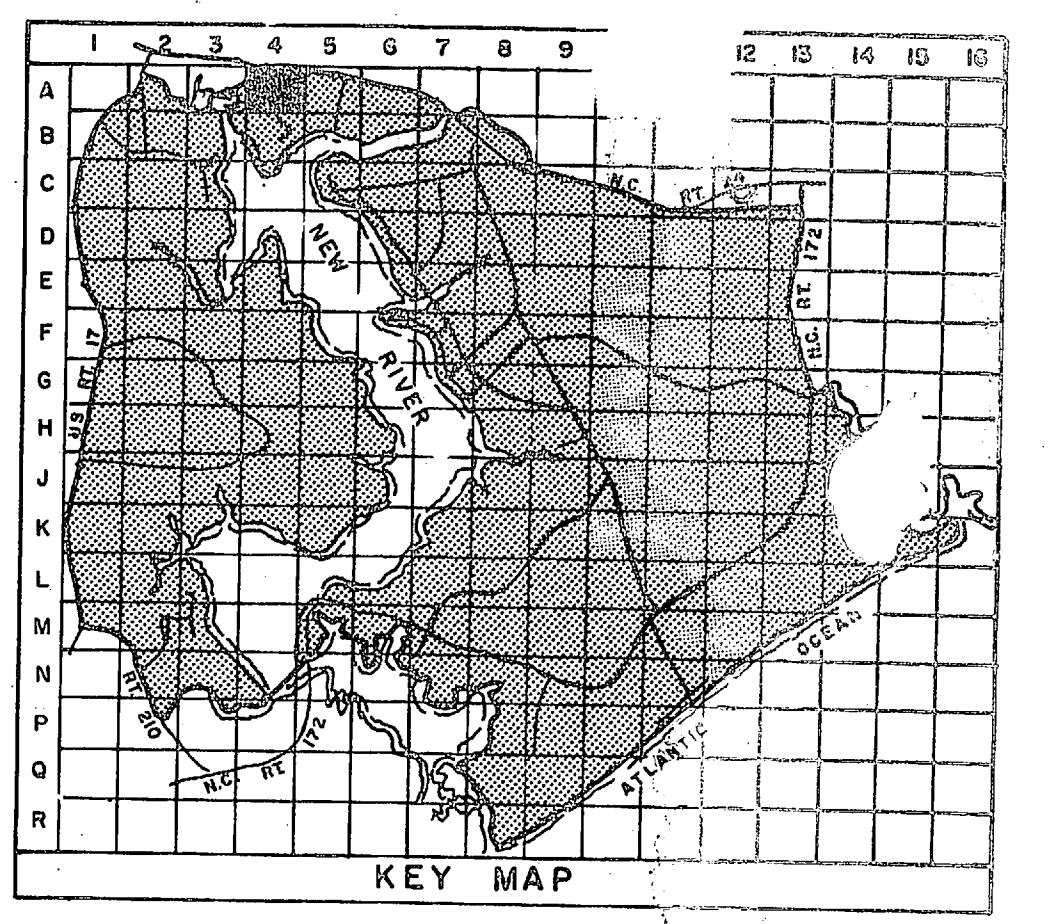 1 2 3 4 5 6 7 8 9 12 13 14 15 16
A
B
C
N.C. RT. 24
D
NEW
172
E
RT.
F
17
N.C.
RIVER
G
RT.
H
US
J
K
L
M
OCEAN
N
RT.
P
210
172
ATLANTIC
Q
N.C. RT.
R
KEY MAP